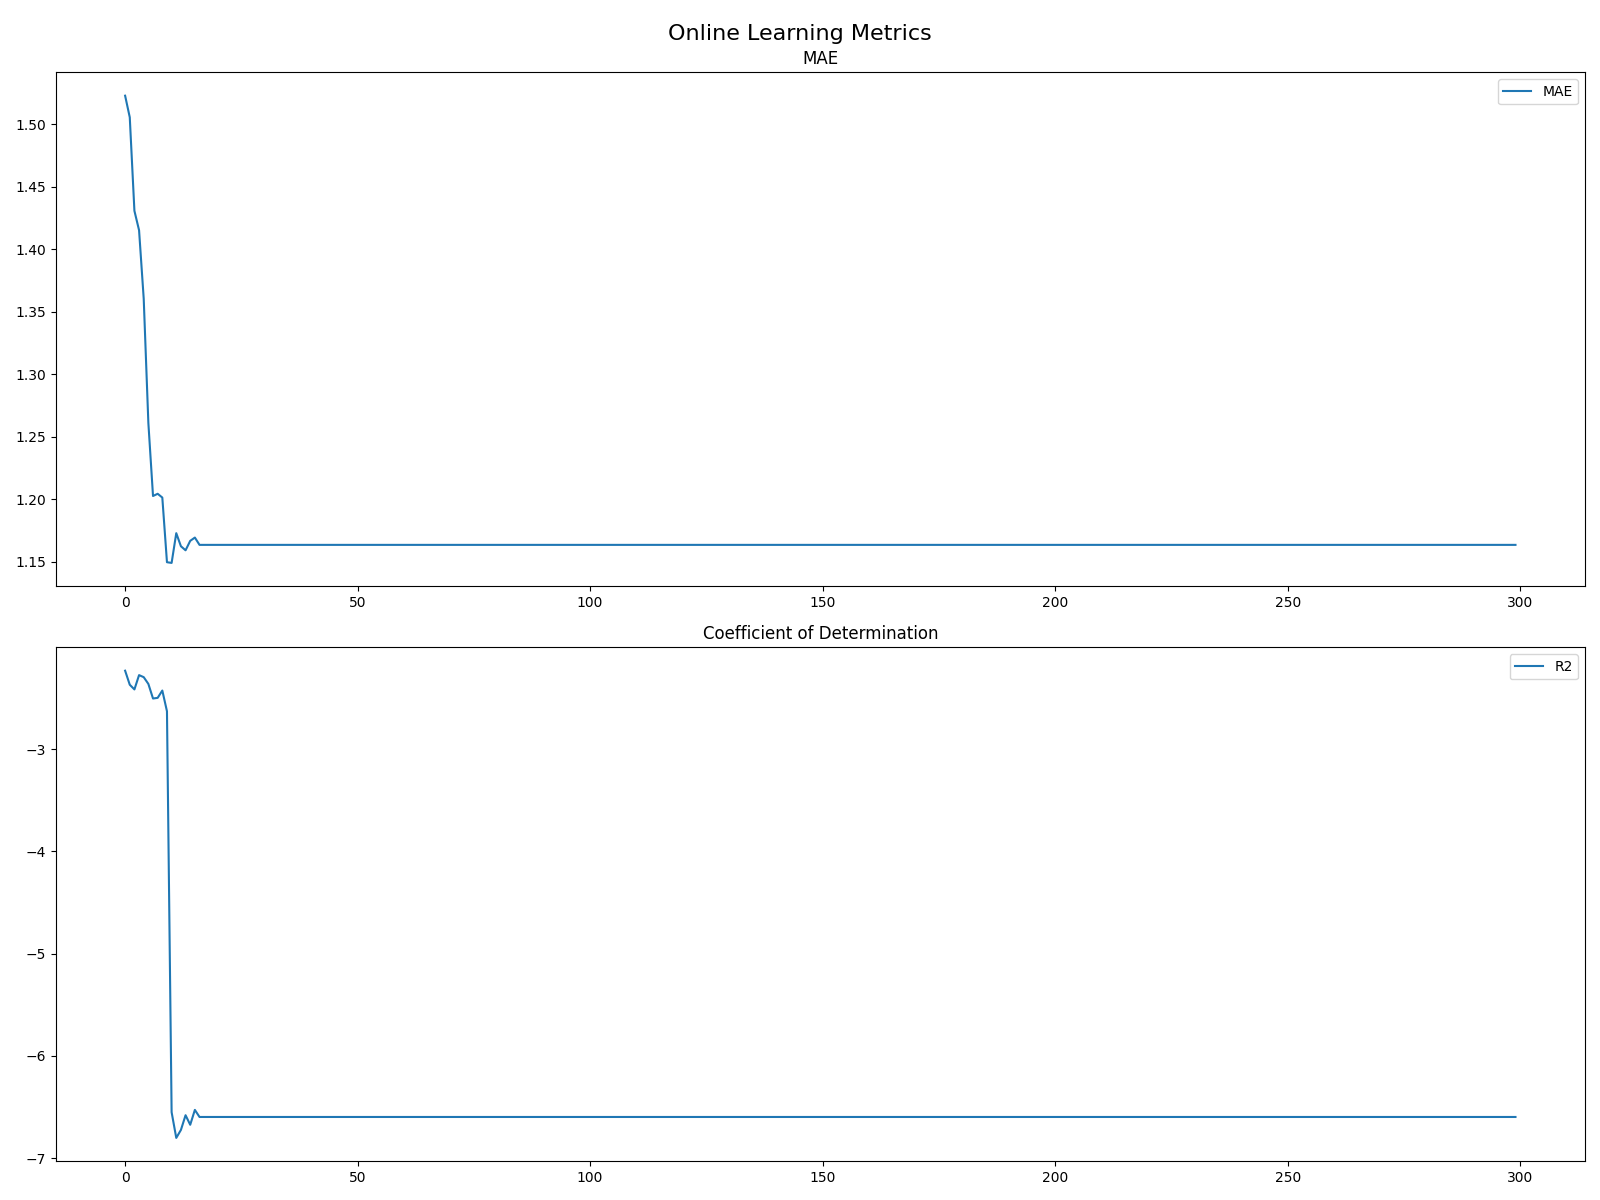 Online Learning Metrics
MAE
MAE
1.50
1.45
1.40
1.35
1.30
1.25
1.20
1.15
0 50 100 150 200 250 300
Coefficient of Determination
R2
−3
−4
−5
−6
−7
0 50 100 150 200 250 300